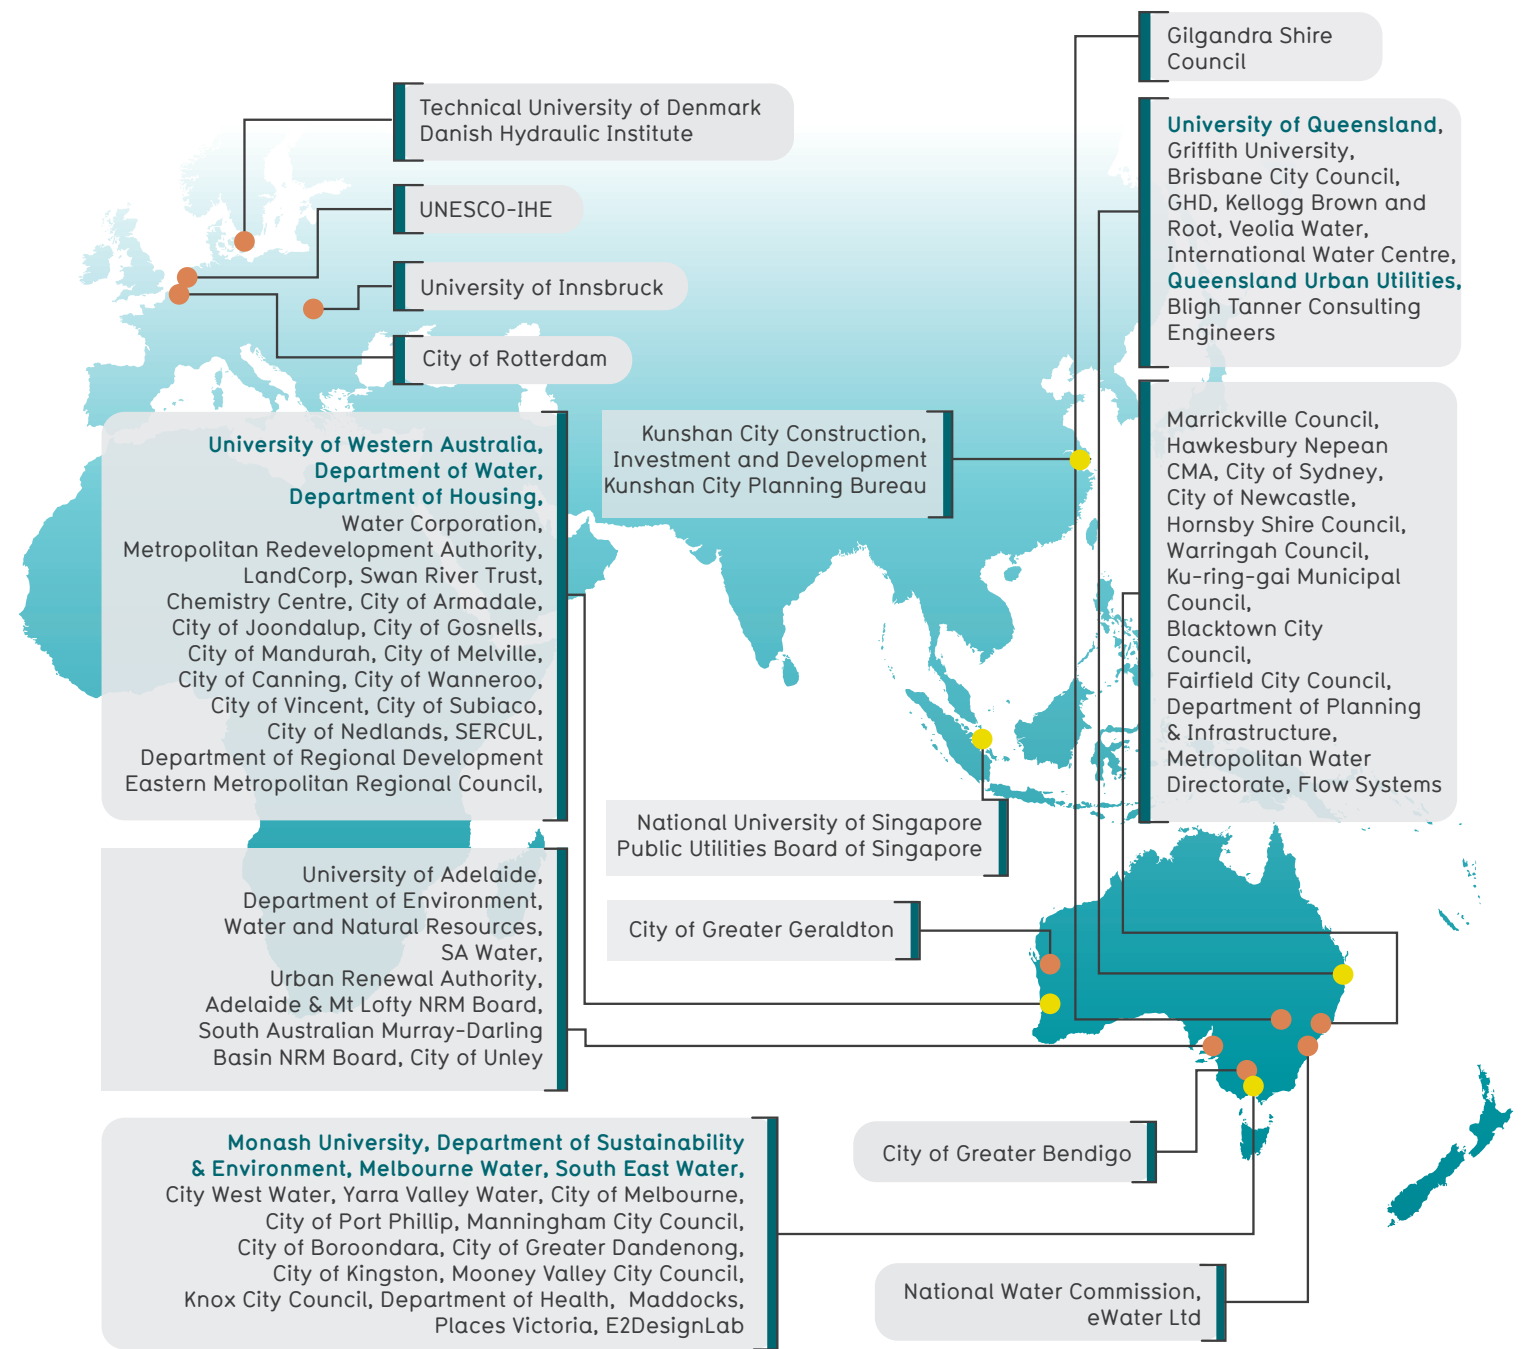 Gilgandra Shire
Council
Technical University of Denmark
Danish Hydraulic Institute
UNESCO-IHE
University of Innsbruck
City of Rotterdam
University of Queensland,
Griffith University,
Brisbane City Council,
GHD, Kellogg Brown and
Root, Veolia Water,
International Water Centre,
Queensland Urban Utilities,
Bligh Tanner Consulting
Engineers
University of Western Australia,
Department of Water,
Department of Housing,
Water Corporation,
Metropolitan Redevelopment Authority,
LandCorp, Swan River Trust,
Chemistry Centre, City of Armadale,
City of Joondalup, City of Gosnells,
City of Mandurah, City of Melville,
City of Canning, City of Wanneroo,
City of Vincent, City of Subiaco,
City of Nedlands, SERCUL,
Department of Regional Development
Eastern Metropolitan Regional Council,
Kunshan City Construction,
Investment and Development
Kunshan City Planning Bureau
Marrickville Council,
Hawkesbury Nepean
CMA, City of Sydney,
City of Newcastle,
Hornsby Shire Council,
Warringah Council,
Ku-ring-gai Municipal
Council,
Blacktown City
Council,
Fairfield City Council,
Department of Planning
& Infrastructure,
Metropolitan Water
Directorate, Flow Systems
National University of Singapore
Public Utilities Board of Singapore
University of Adelaide,
Department of Environment,
Water and Natural Resources,
SA Water,
Urban Renewal Authority,
Adelaide & Mt Lofty NRM Board,
South Australian Murray-Darling
Basin NRM Board, City of Unley
City of Greater Geraldton
Monash University, Department of Sustainability
& Environment, Melbourne Water, South East Water,
City West Water, Yarra Valley Water, City of Melbourne,
City of Port Phillip, Manningham City Council,
City of Boroondara, City of Greater Dandenong,
City of Kingston, Mooney Valley City Council,
Knox City Council, Department of Health, Maddocks,
Places Victoria, E2DesignLab
City of Greater Bendigo
National Water Commission,
eWater Ltd